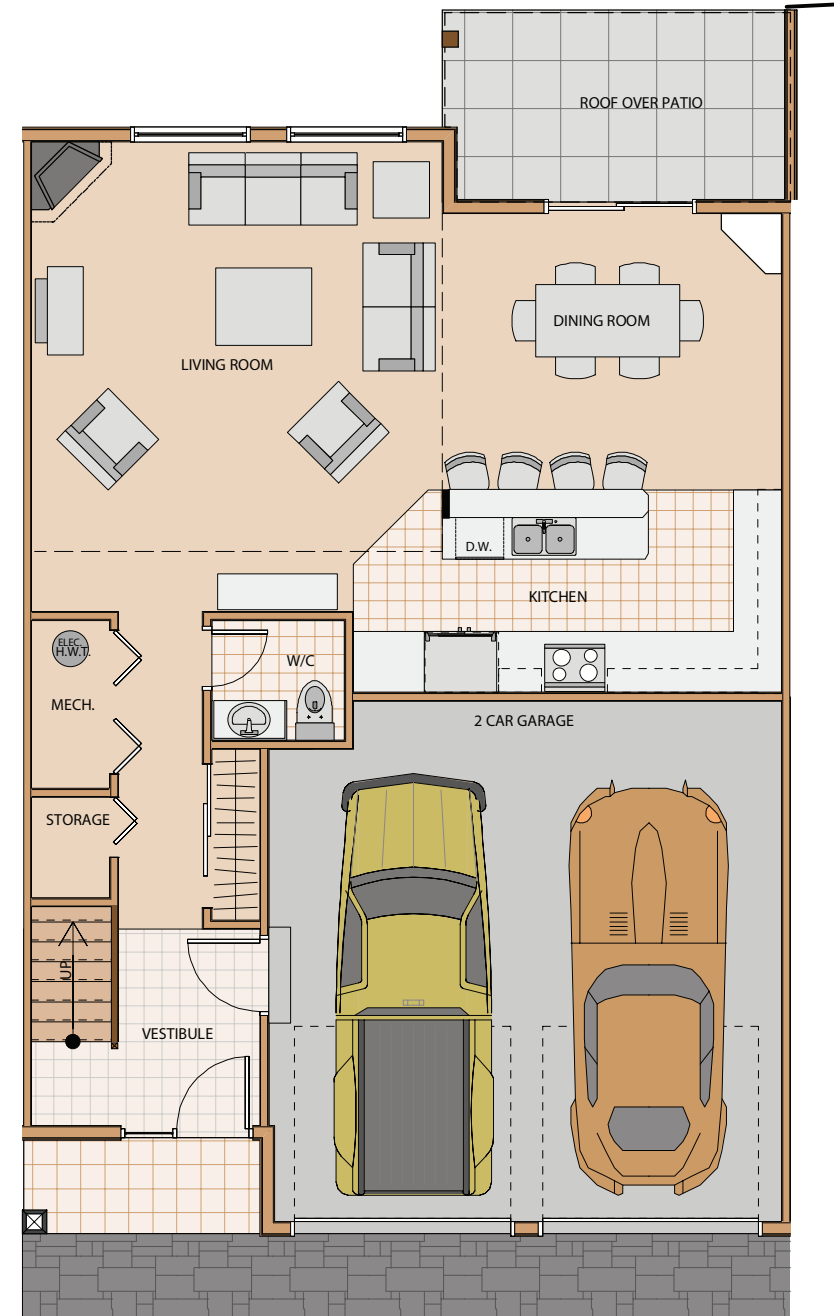 ROOF OVER PATIO
DINING ROOM
LIVING ROOM
D.W.
KITCHEN
ELEC.
H.W.T.
W/C
MECH.
2 CAR GARAGE
STORAGE
UP
VESTIBULE